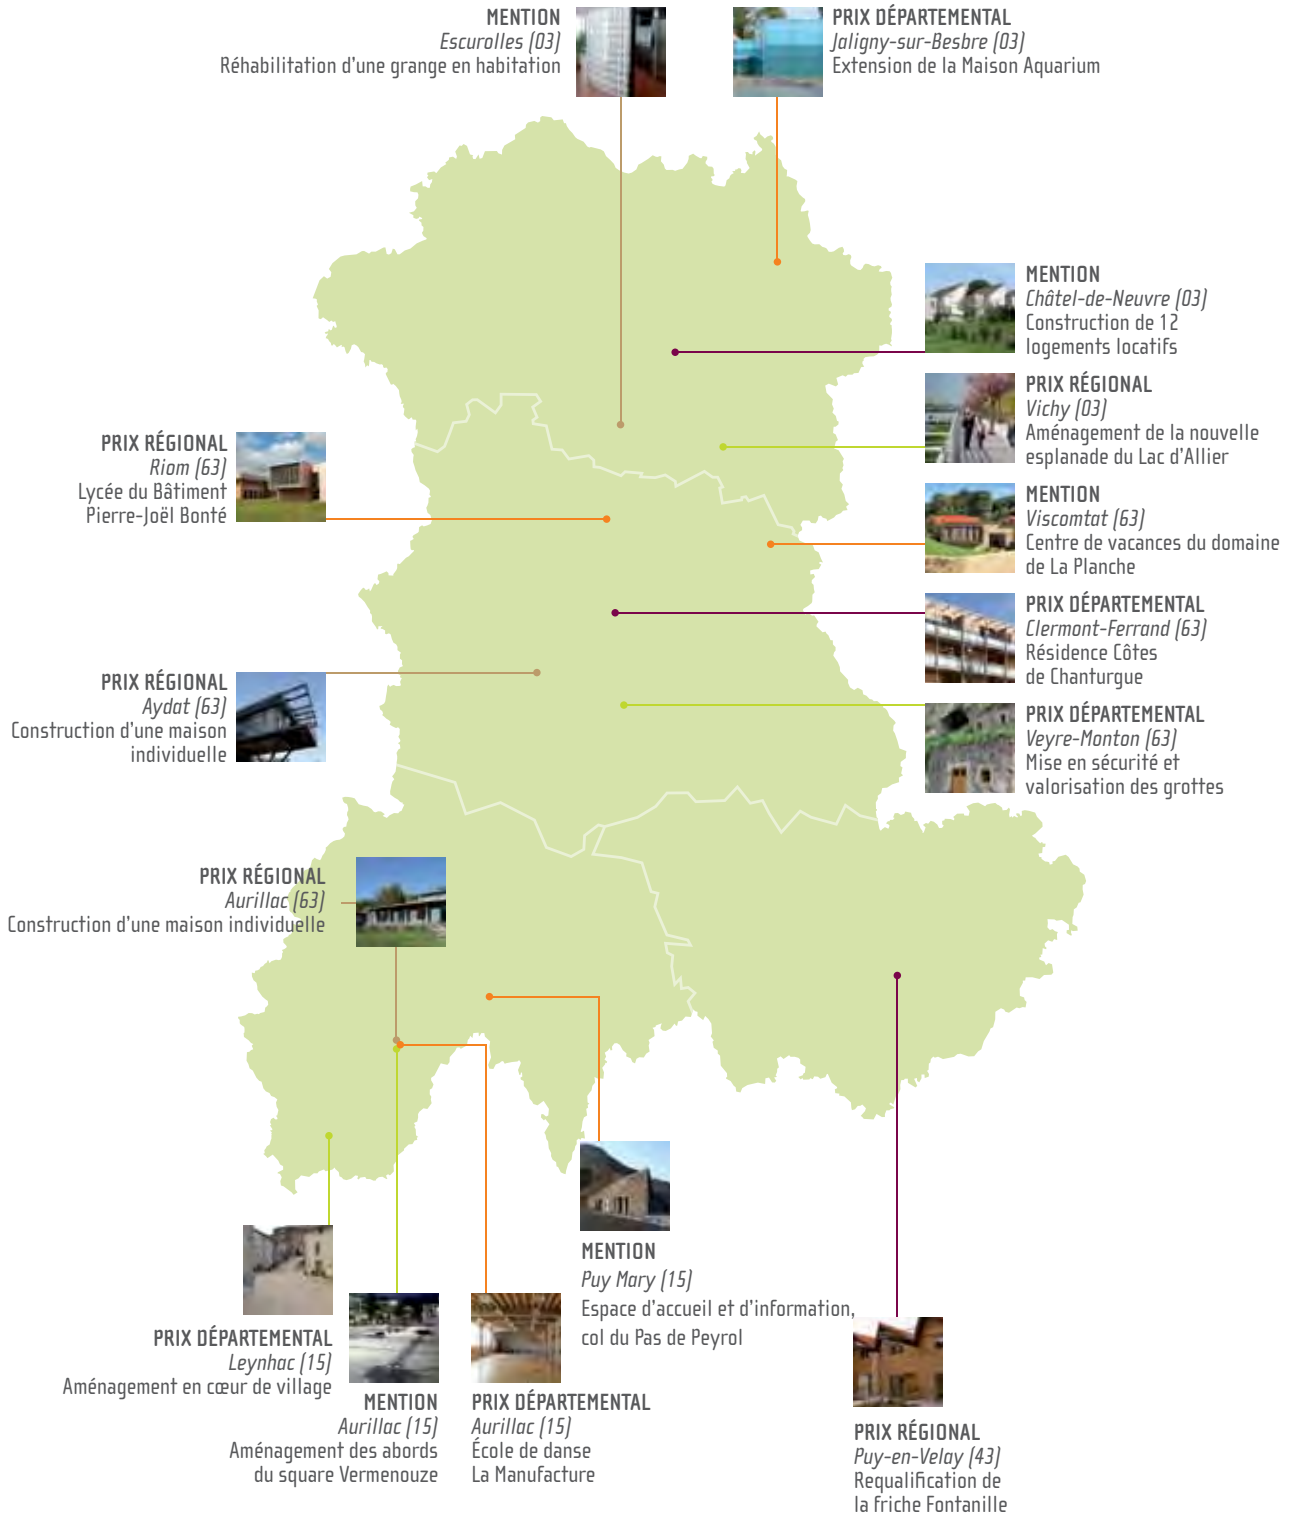 MENTION
Escurolles (03)
Réhabilitation d'une grange en habitation
PRIX DÉPARTEMENTAL
Jaligny-sur-Besbre (03)
Extension de la Maison Aquarium
MENTION
Châtel-de-Neuvre (03)
Construction de 12
logements locatifs
PRIX RÉGIONAL
Vichy (03)
Aménagement de la nouvelle
esplanade du Lac d'Allier
PRIX RÉGIONAL
Riom (63)
Lycée du Bâtiment
Pierre-Joël Bonté
MENTION
Viscomtat (63)
Centre de vacances du domaine
de La Planche
PRIX DÉPARTEMENTAL
Clermont-Ferrand (63)
Résidence Côtes
de Chanturgue
PRIX RÉGIONAL
Aydat (63)
Construction d'une maison
individuelle
PRIX DÉPARTEMENTAL
Veyre-Monton (63)
Mise en sécurité et
valorisation des grottes
PRIX RÉGIONAL
Aurillac (63)
Construction d'une maison individuelle
MENTION
Puy Mary (15)
Espace d'accueil et d'information,
col du Pas de Peyrol
PRIX DÉPARTEMENTAL
Leynhac (15)
Aménagement en cœur de village
MENTION
Aurillac (15)
Aménagement des abords
du square Vermenouze
PRIX DÉPARTEMENTAL
Aurillac (15)
École de danse
La Manufacture
PRIX RÉGIONAL
Puy-en-Velay (43)
Requalification de
la friche Fontanille